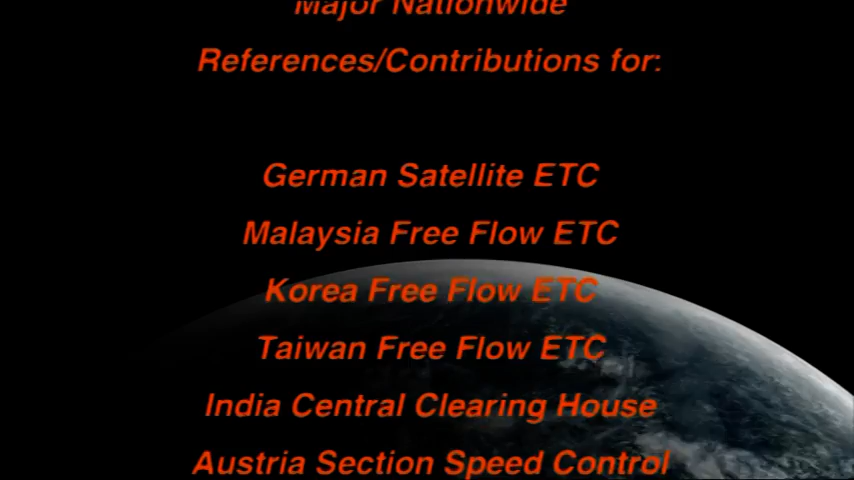 Major Nationwide
References/Contributions for:
German Satellite ETC
Malaysia Free Flow ETC
Korea Free Flow ETC
Taiwan Free Flow ETC
India Central Clearing House
Austria Section Speed Control